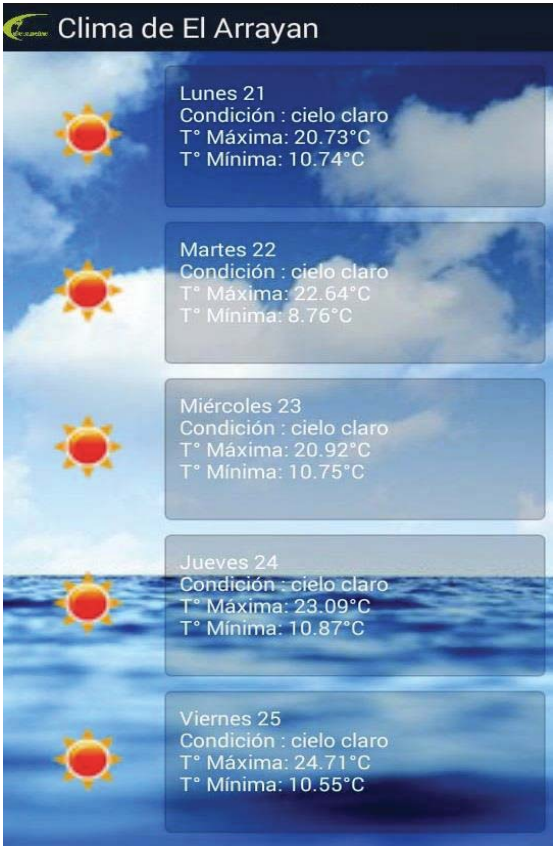 Clima de El Arrayan
Lunes 21
Condición : cielo claro
T° Máxima: 20.73°C
T° Mínima: 10.74°C
Martes 22
Condición : cielo claro
T° Máxima: 22.64°C
T° Mínima: 8.76°C
Miércoles 23
Condición : cielo claro
T° Máxima: 20.92°C
T° Mínima: 10.75°C
Jueves 24
Condición : cielo claro
T° Máxima: 23.09°C
T° Mínima: 10.87°C
Viernes 25
Condición : cielo claro
T° Máxima: 24.71°C
T° Mínima: 10.55°C